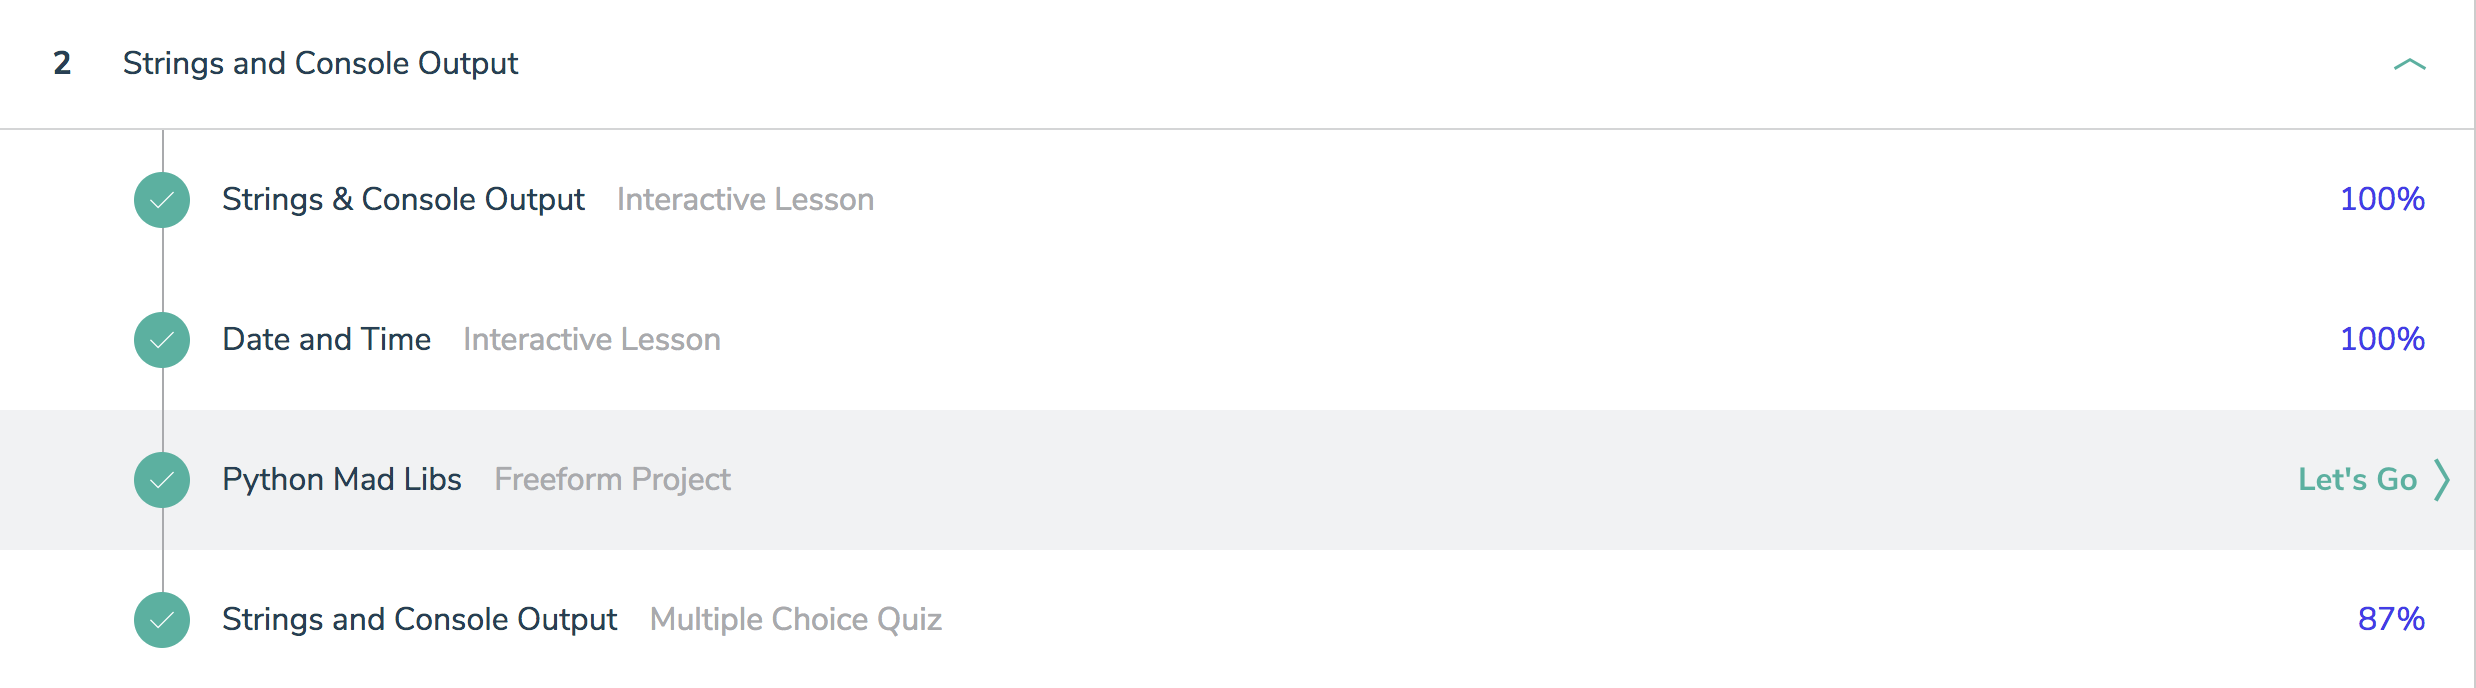 2 Strings and Console Output
Strings & Console Output Interactive Lesson 100%
Date and Time Interactive Lesson 100%
Python Mad Libs Freeform Project Let's Go
Strings and Console Output Multiple Choice Quiz 87%